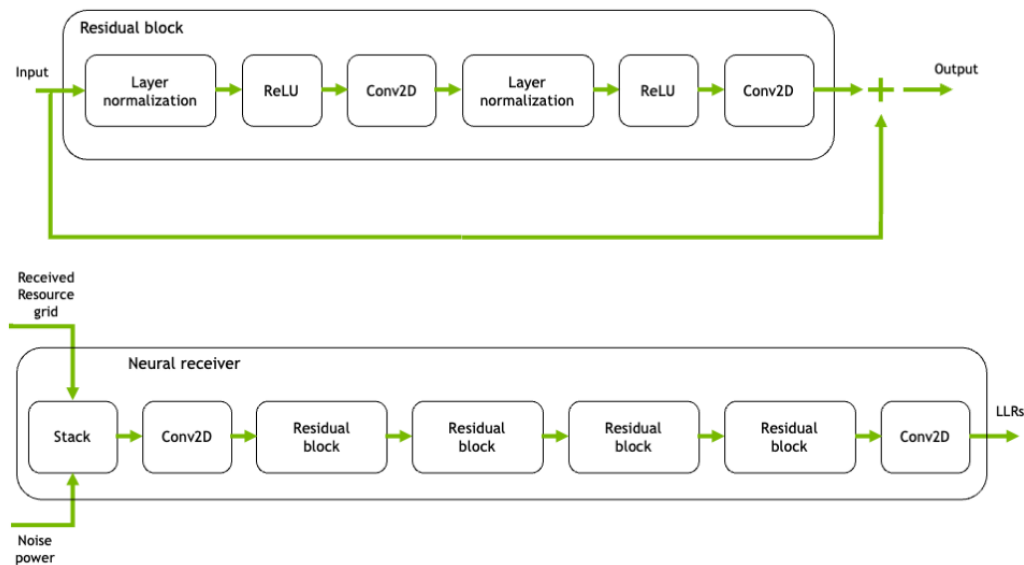 Residual block
Input
Layer
normalization
ReLU
Conv2D
Layer
normalization
ReLU
Conv2D
+
Output
Received
Resource
grid
Neural receiver
Stack
Conv2D
Residual
block
Residual
block
Residual
block
Residual
block
Conv2D
LLRs
Noise
power